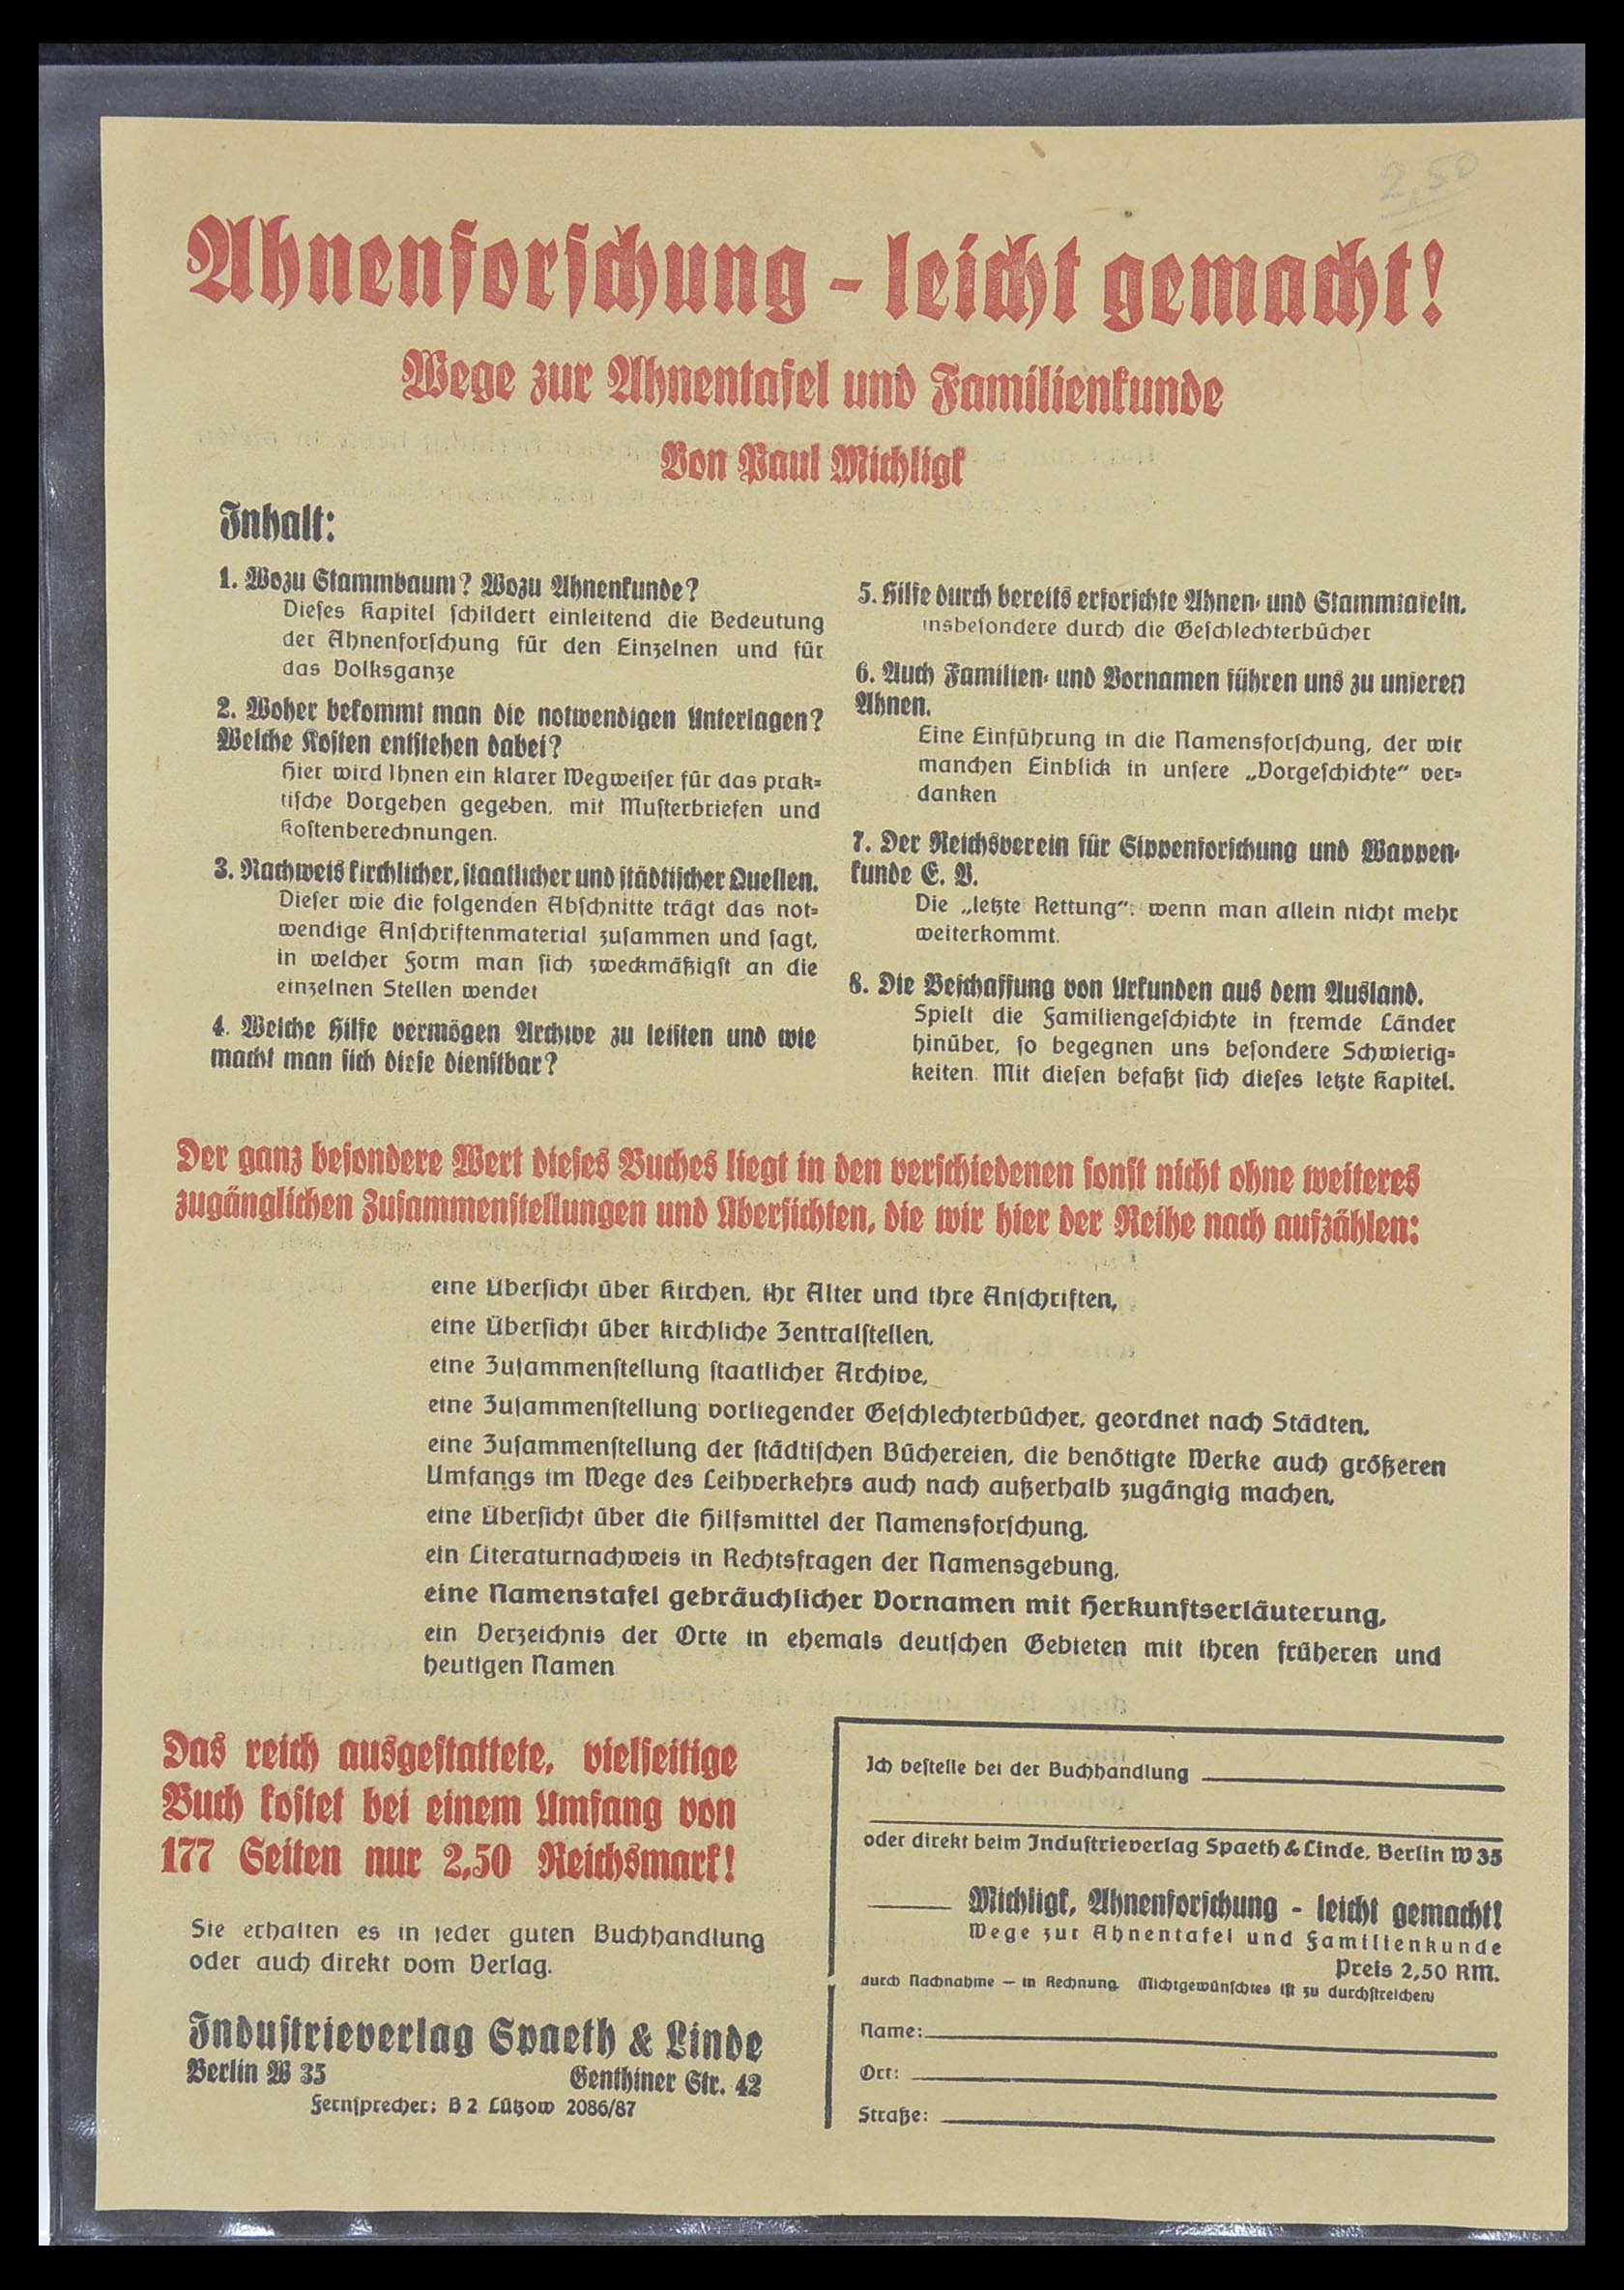 2,50
Ahnenforschung - leicht gemacht!
Wege zur Ahnentafel und Familienkunde
Von Paul Michligk
Inhalt:
1. Wozu Stammbaum? Wozu Ahnenkunde?
Dieses Kapitel schildert einleitend die Bedeutung
der Ahnenforschung für den Einzelnen und für
das Volksganze
2. Woher bekommt man die notwendigen Unterlagen?
Welche Kosten entstehen dabei?
Hier wird Ihnen ein klarer Wegweiser für das prak-
tische Vorgehen gegeben, mit Musterbriefen und
Kostenberechnungen.
3. Nachweis kirchlicher, staatlicher und städtischer Quellen.
Dieser wie die folgenden Abschnitte trägt das not-
wendige Anschriftenmaterial zusammen und sagt,
in welcher Form man sich zweckmäßigst an die
einzelnen Stellen wendet
4. Welche Hilfe vermögen Archive zu leisten und wie
macht man sich diese dienstbar?
5. Hilfe durch bereits erforschte Ahnen- und Stammtafeln.
insbesondere durch die Geschlechterbücher
6. Auch Familien- und Vornamen führen uns zu unseren
Ahnen.
Eine Einführung in die Namensforschung, der wir
manchen Einblick in unsere „Vorgeschichte" ver-
danken
7. Der Reichsverein für Sippenforschung und Wappen-
kunde E. V.
Die „letzte Rettung": wenn man allein nicht mehr
weiterkommt.
8. Die Beschaffung von Urkunden aus dem Ausland.
Spielt die Familiengeschichte in fremde Länder
hinüber, so begegnen uns besondere Schwierig-
keiten. Mit diesen befaßt sich dieses letzte Kapitel.
Der ganz besondere Wert dieses Buches liegt in den verschiedenen sonst nicht ohne weiteres
zugänglichen Zusammenstellungen und Übersichten, die wir hier der Reihe nach aufzählen:
eine Übersicht über Kirchen, ihr Alter und ihre Anschriften,
eine Übersicht über kirchliche Zentralstellen,
eine Zusammenstellung staatlicher Archive,
eine Zusammenstellung vorliegender Geschlechterbücher, geordnet nach Städten,
eine Zusammenstellung der städtischen Büchereien, die benötigte Werke auch größeren
Umfangs im Wege des Leihverkehrs auch nach außerhalb zugängig machen,
eine Übersicht über die Hilfsmittel der Namensforschung,
ein Literaturnachweis in Rechtsfragen der Namensgebung,
eine Namenstafel gebräuchlicher Vornamen mit Herkunftserläuterung,
ein Verzeichnis der Orte in ehemals deutschen Gebieten mit ihren früheren und
heutigen Namen
Das reich ausgestattete, vielseitige
Buch kostet bei einem Umfang von
177 Seiten nur 2,50 Reichsmark!
Sie erhalten es in jeder guten Buchhandlung
oder auch direkt vom Verlag.
Industrieverlag Spaeth & Linde
Berlin W 35 Genthiner Str. 42
Fernsprecher: B 2 Lützow 2086/87
Ich bestelle bei der Buchhandlung
oder direkt beim Industrieverlag Spaeth & Linde, Berlin W 35
Michligk, Ahnenforschung - leicht gemacht!
Wege zur Ahnentafel und Familienkunde
Preis 2,50 RM.
durch Nachnahme — in Rechnung. (Nichtgewünschtes ist zu durchstreichen)
Name:
Ort:
Straße: